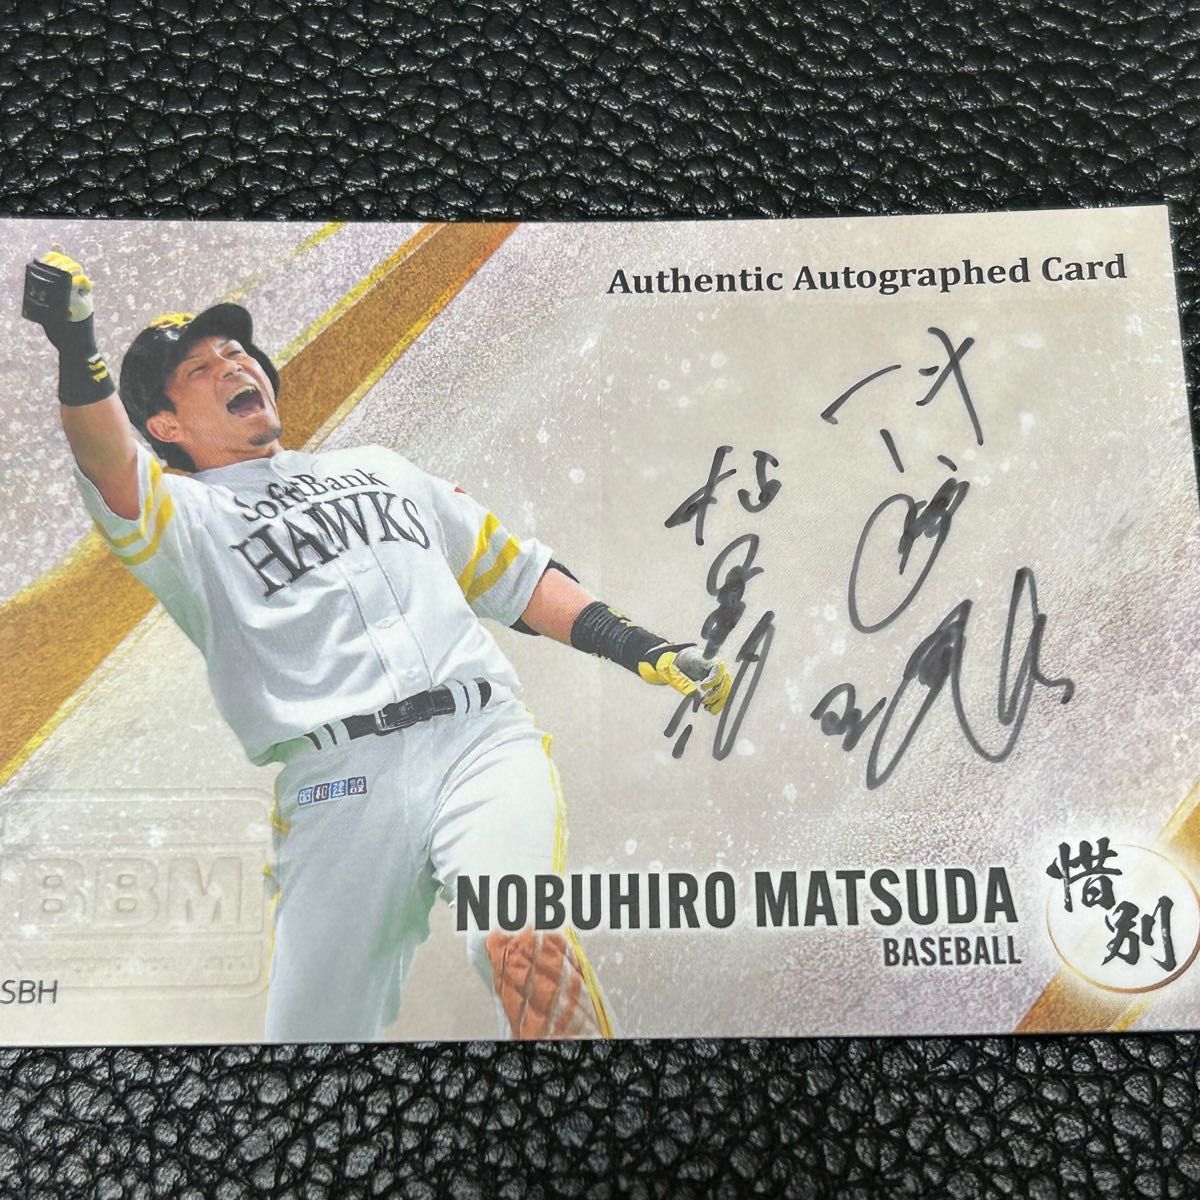 Authentic Autographed Card
SoftBank
HAWKS
NOBUHIRO MATSUDA
BASEBALL
惜別
BBM
SBH